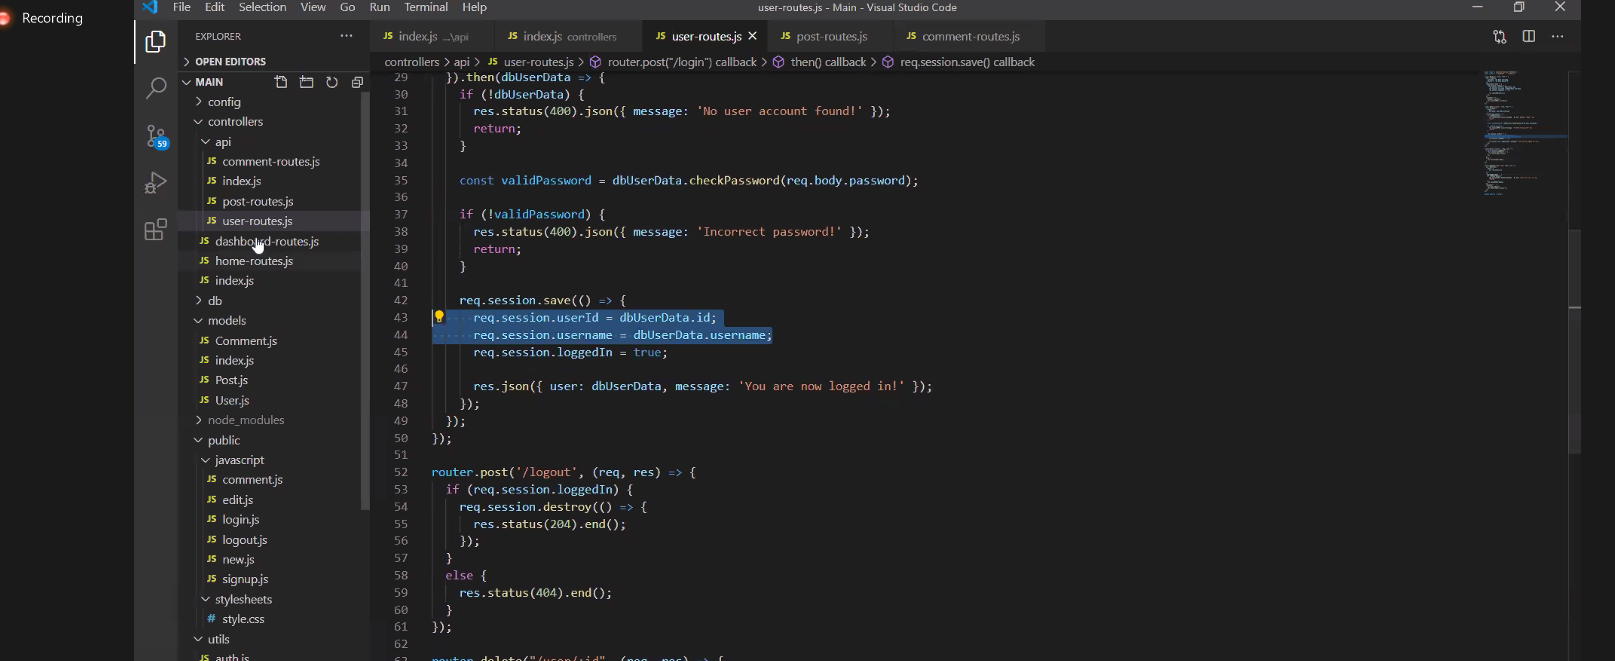 Recording
File Edit Selection View Go Run Terminal Help
user-routes.js - Main - Visual Studio Code
EXPLORER
OPEN EDITORS
MAIN
config
controllers
api
JS comment-routes.js
JS index.js
JS post-routes.js
JS user-routes.js
JS dashboard-routes.js
JS home-routes.js
JS index.js
db
models
JS Comment.js
JS index.js
JS Post.js
JS User.js
node_modules
public
javascript
JS comment.js
JS edit.js
JS login.js
JS logout.js
JS new.js
JS signup.js
stylesheets
# style.css
utils
JS auth.js
59
JS index.js ...\api JS index.js controllers JS user-routes.js JS post-routes.js JS comment-routes.js
controllers > api > JS user-routes.js > router.post("/login") callback > then() callback > req.session.save() callback
29 }).then(dbUserData => {
30 if (!dbUserData) {
31 res.status(400).json({ message: 'No user account found!' });
32 return;
33 }
34
35 const validPassword = dbUserData.checkPassword(req.body.password);
36
37 if (!validPassword) {
38 res.status(400).json({ message: 'Incorrect password!' });
39 return;
40 }
41
42 req.session.save(() => {
43 req.session.userId = dbUserData.id;
44 req.session.username = dbUserData.username;
45 req.session.loggedIn = true;
46
47 res.json({ user: dbUserData, message: 'You are now logged in!' });
48 });
49 });
50 });
51
52 router.post('/logout', (req, res) => {
53 if (req.session.loggedIn) {
54 req.session.destroy(() => {
55 res.status(204).end();
56 });
57 }
58 else {
59 res.status(404).end();
60 }
61 });
62
63 router.delete("/user/:id", (req, res) => {